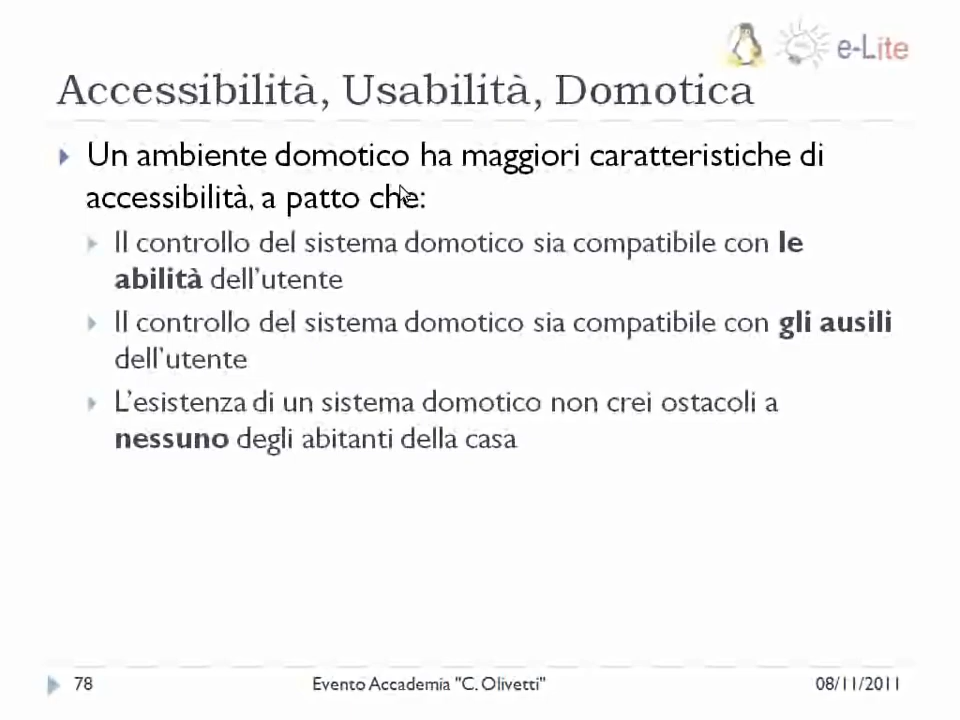 e-Lite
Accessibilità, Usabilità, Domotica
Un ambiente domotico ha maggiori caratteristiche di
accessibilità, a patto che:
Il controllo del sistema domotico sia compatibile con le
abilità dell'utente
Il controllo del sistema domotico sia compatibile con gli ausili
dell'utente
L'esistenza di un sistema domotico non crei ostacoli a
nessuno degli abitanti della casa
78 Evento Accademia "C. Olivetti" 08/11/2011